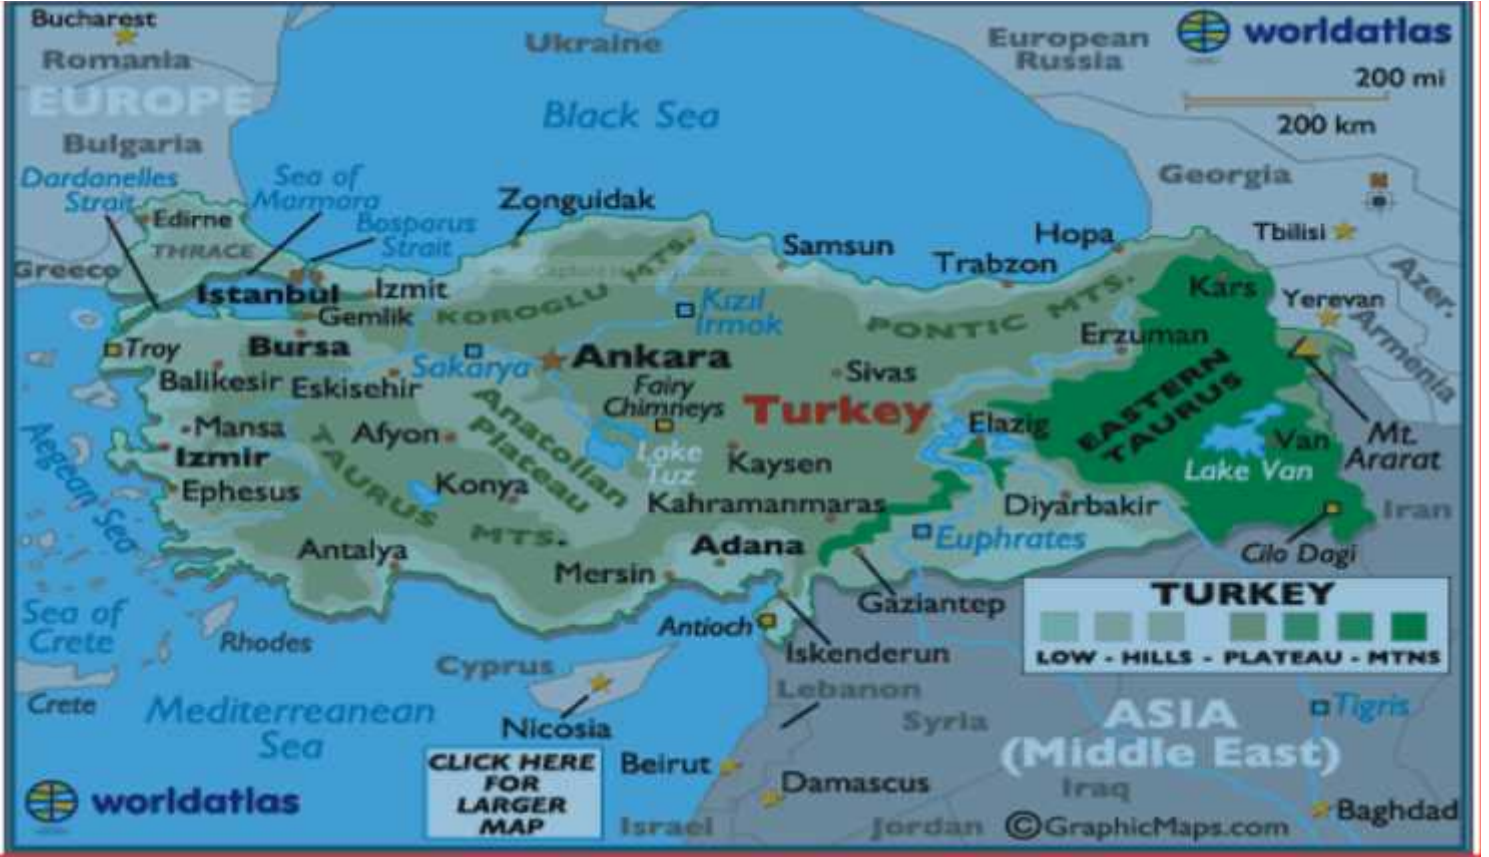 Bucharest
Romania
EUROPE
Bulgaria
Ukraine
Black Sea
European
Russia
worldatlas
200 mi
200 km
Georgia
Tbilisi
Azer.
Armenia
Yerevan
Dardanelles
Strait
Sea of
Marmara
Bosporus
Strait
Edirne
THRACE
Greece
Zonguidak
Samsun
Hopa
Trabzon
Kars
Istanbul
Izmit
Gemlik
KOROGLU MTS.
Kızıl
Irmak
PONTIC MTS.
Erzuman
Troy
Bursa
Sakarya
Ankara
Sivas
Balikesir
Eskisehir
Fairy
Chimneys
Turkey
Elazig
EASTERN
TAURUS
Mansa
Afyon
Anatolian
Plateau
Lake
Tuz
Kaysen
Van
Lake Van
Mt.
Ararat
Izmir
Ephesus
Konya
Kahramanmaras
Diyarbakir
Iran
Aegean Sea
TAURUS MTS.
Antalya
Mersin
Adana
Euphrates
Cilo Dagi
Gaziantep
TURKEY
LOW - HILLS - PLATEAU - MTNS
Sea of
Crete
Rhodes
Antioch
Iskenderun
Cyprus
Lebanon
Syria
Crete
Mediterreanean
Sea
Nicosia
ASIA
(Middle East)
Tigris
CLICK HERE
FOR
LARGER
MAP
Beirut
Damascus
Iraq
Baghdad
worldatlas
Israel
Jordan
©GraphicMaps.com